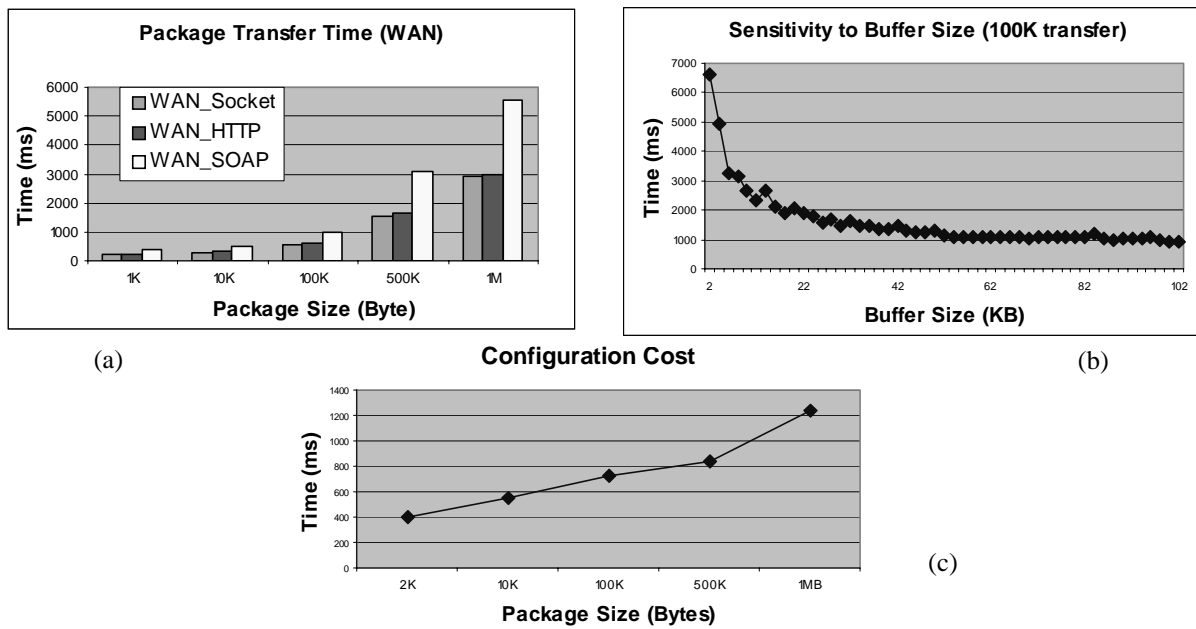 Package Transfer Time (WAN)
6000
5000
4000
3000
2000
1000
0
Time (ms)
WAN_Socket
WAN_HTTP
WAN_SOAP
1K 10K 100K 500K 1M
Package Size (Byte)
(a)
Sensitivity to Buffer Size (100K transfer)
7000
6000
5000
4000
3000
2000
1000
0
Time (ms)
2 22 42 62 82 102
Buffer Size (KB)
(b)
Configuration Cost
1400
1200
1000
800
600
400
200
0
Time (ms)
2K 10K 100K 500K 1MB
Package Size (Bytes)
(c)